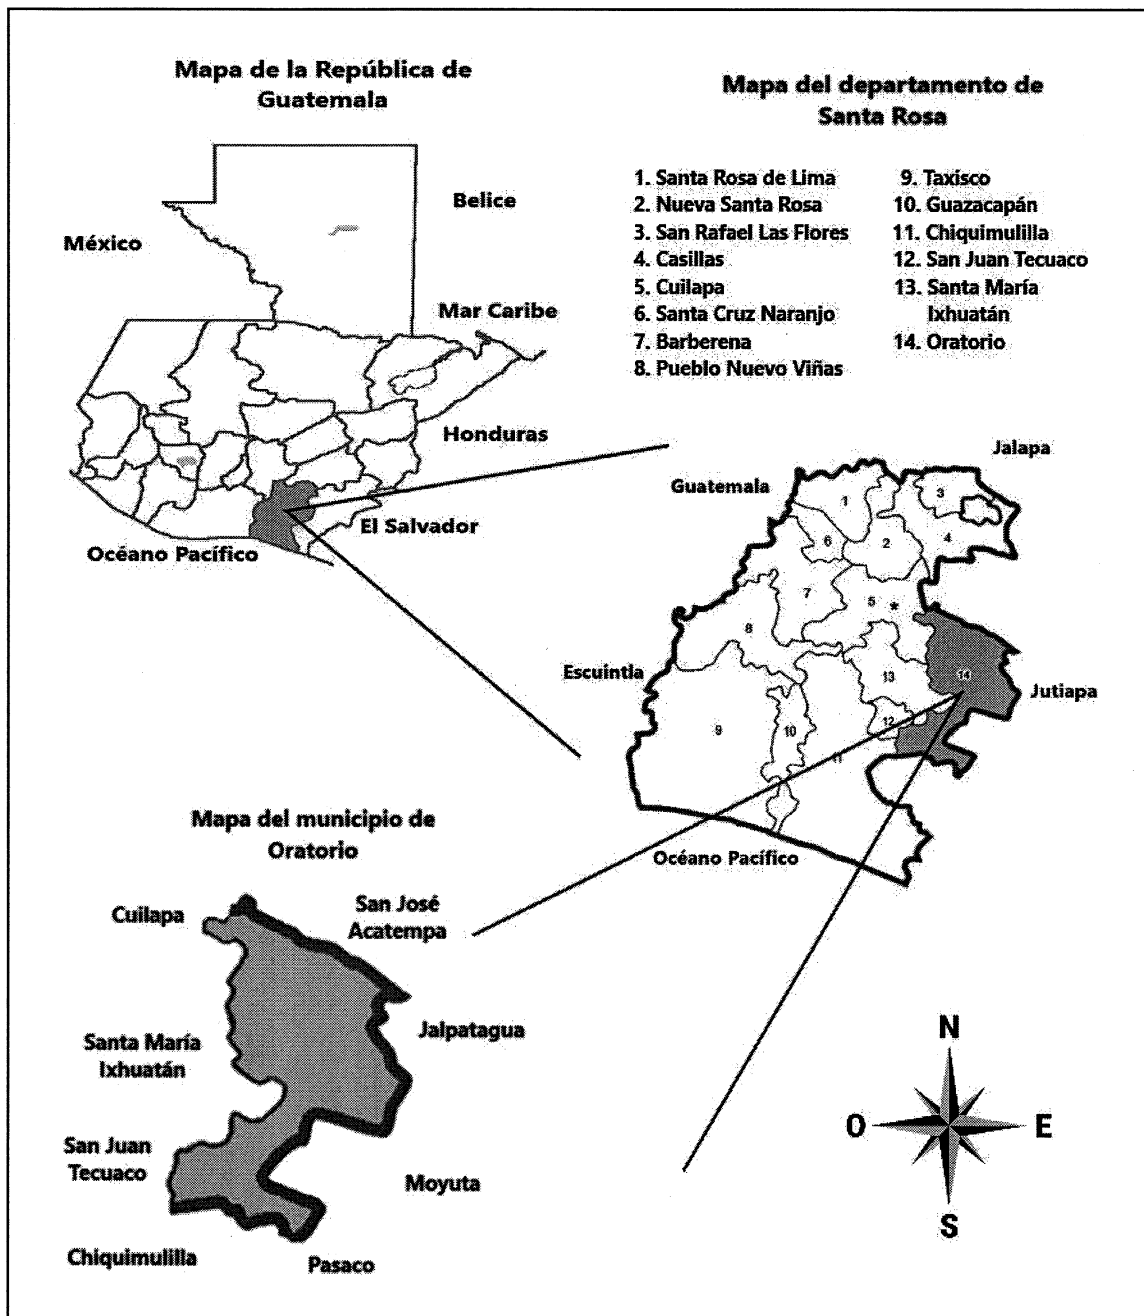 Mapa de la República de
Guatemala
México
Belice
Mar Caribe
Honduras
El Salvador
Océano Pacífico
Mapa del departamento de
Santa Rosa
1. Santa Rosa de Lima
2. Nueva Santa Rosa
3. San Rafael Las Flores
4. Casillas
5. Cuilapa
6. Santa Cruz Naranjo
7. Barberena
8. Pueblo Nuevo Viñas
9. Taxisco
10. Guazacapán
11. Chiquimulilla
12. San Juan Tecuaco
13. Santa María
Ixhuatán
14. Oratorio
Jalapa
Guatemala
1
3
4
6
2
7
5 *
8
13
14
Escuintla
Jutiapa
9
10
12
11
Océano Pacífico
Mapa del municipio de
Oratorio
Cuilapa
San José
Acatempa
Jalpatagua
Santa María
Ixhuatán
San Juan
Tecuaco
Moyuta
Chiquimulilla
Pasaco
N
O
E
S